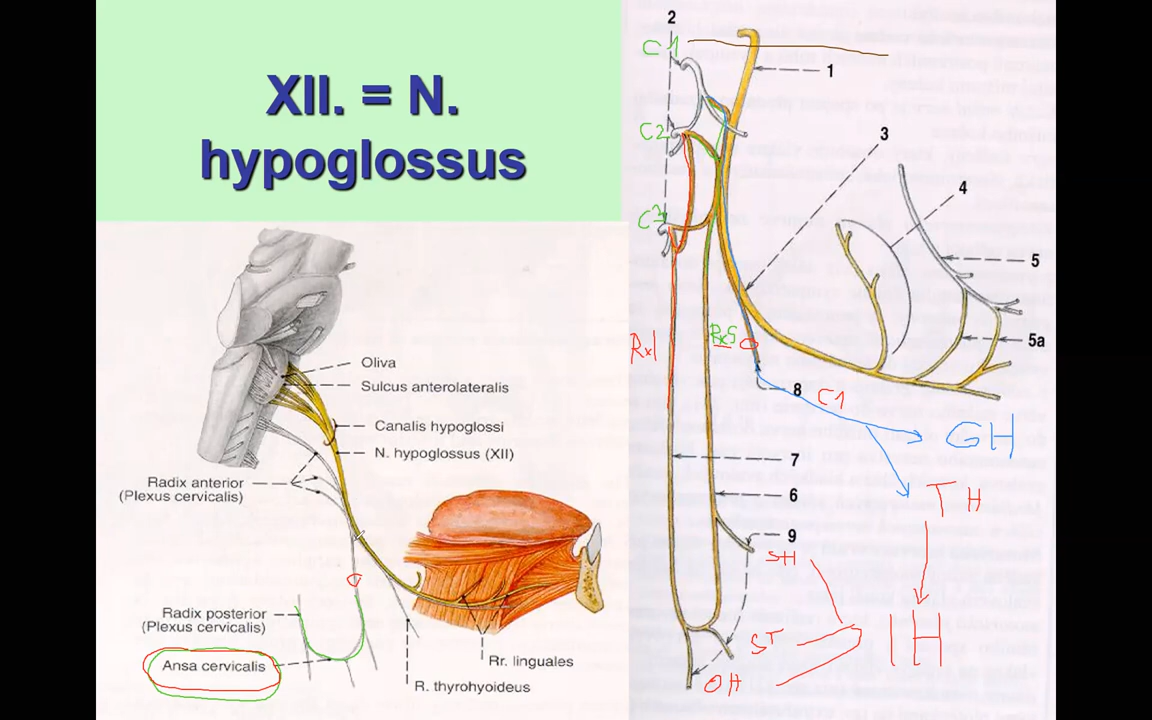 XII. = N.
hypoglossus
Oliva
Sulcus anterolateralis
Canalis hypoglossi
N. hypoglossus (XII)
Radix anterior
(Plexus cervicalis)
Radix posterior
(Plexus cervicalis)
Ansa cervicalis
Rr. linguales
R. thyrohyoideus
2
C1
1
C2
3
4
C3
5
5a
RxI
RxS
8
C1
GH
7
TH
6
9
SH
ST
IH
OH